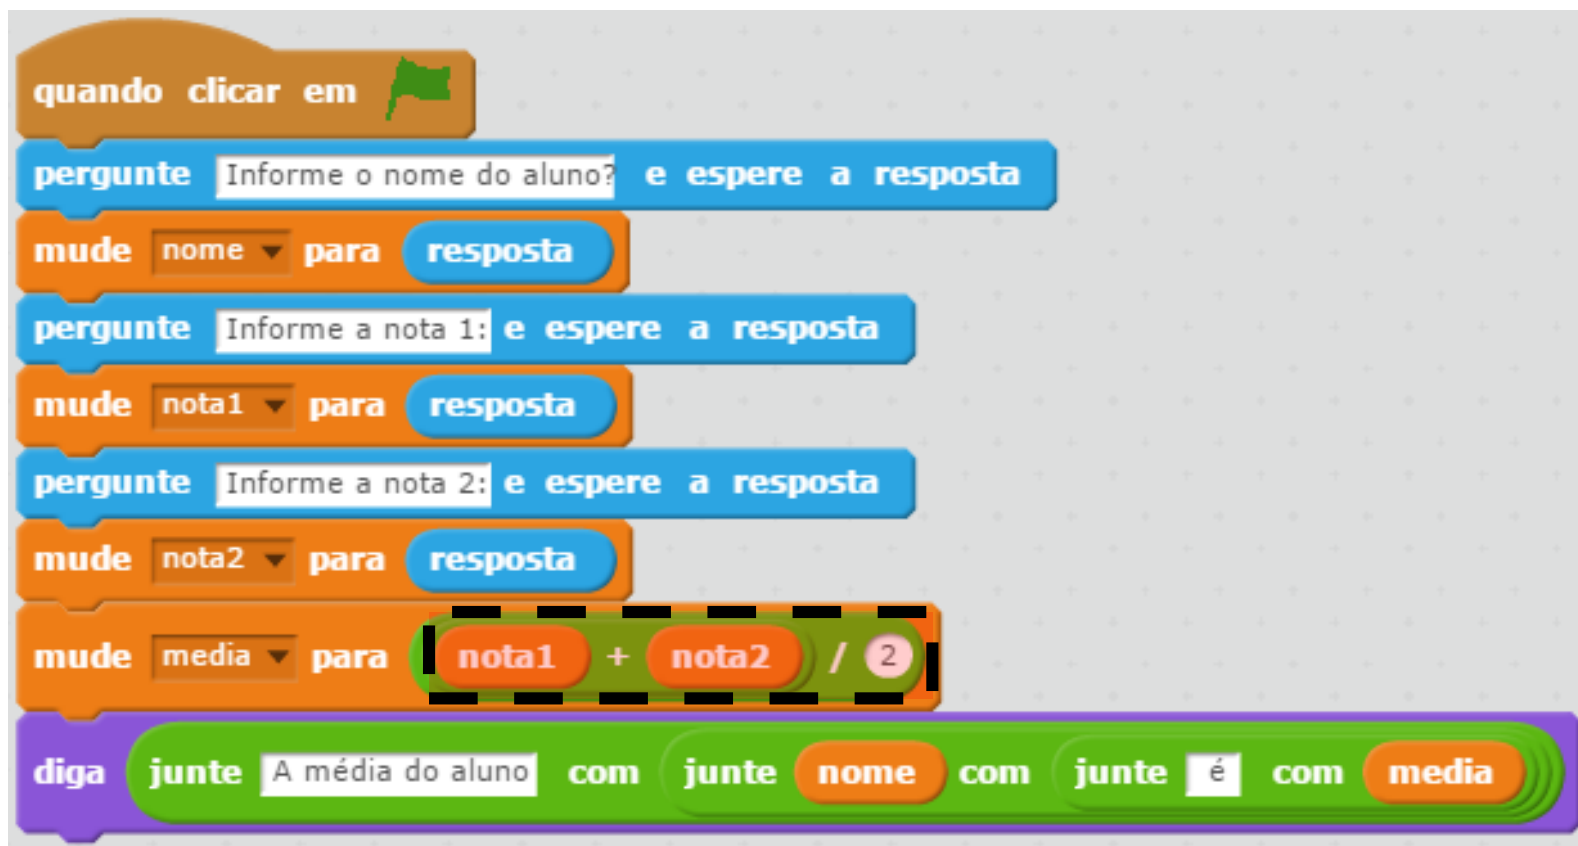 quando clicar em
pergunte Informe o nome do aluno? e espere a resposta
mude nome para resposta
pergunte Informe a nota 1: e espere a resposta
mude nota1 para resposta
pergunte Informe a nota 2: e espere a resposta
mude nota2 para resposta
mude media para nota1 + nota2 / 2
diga junte A média do aluno com junte nome com junte é com media